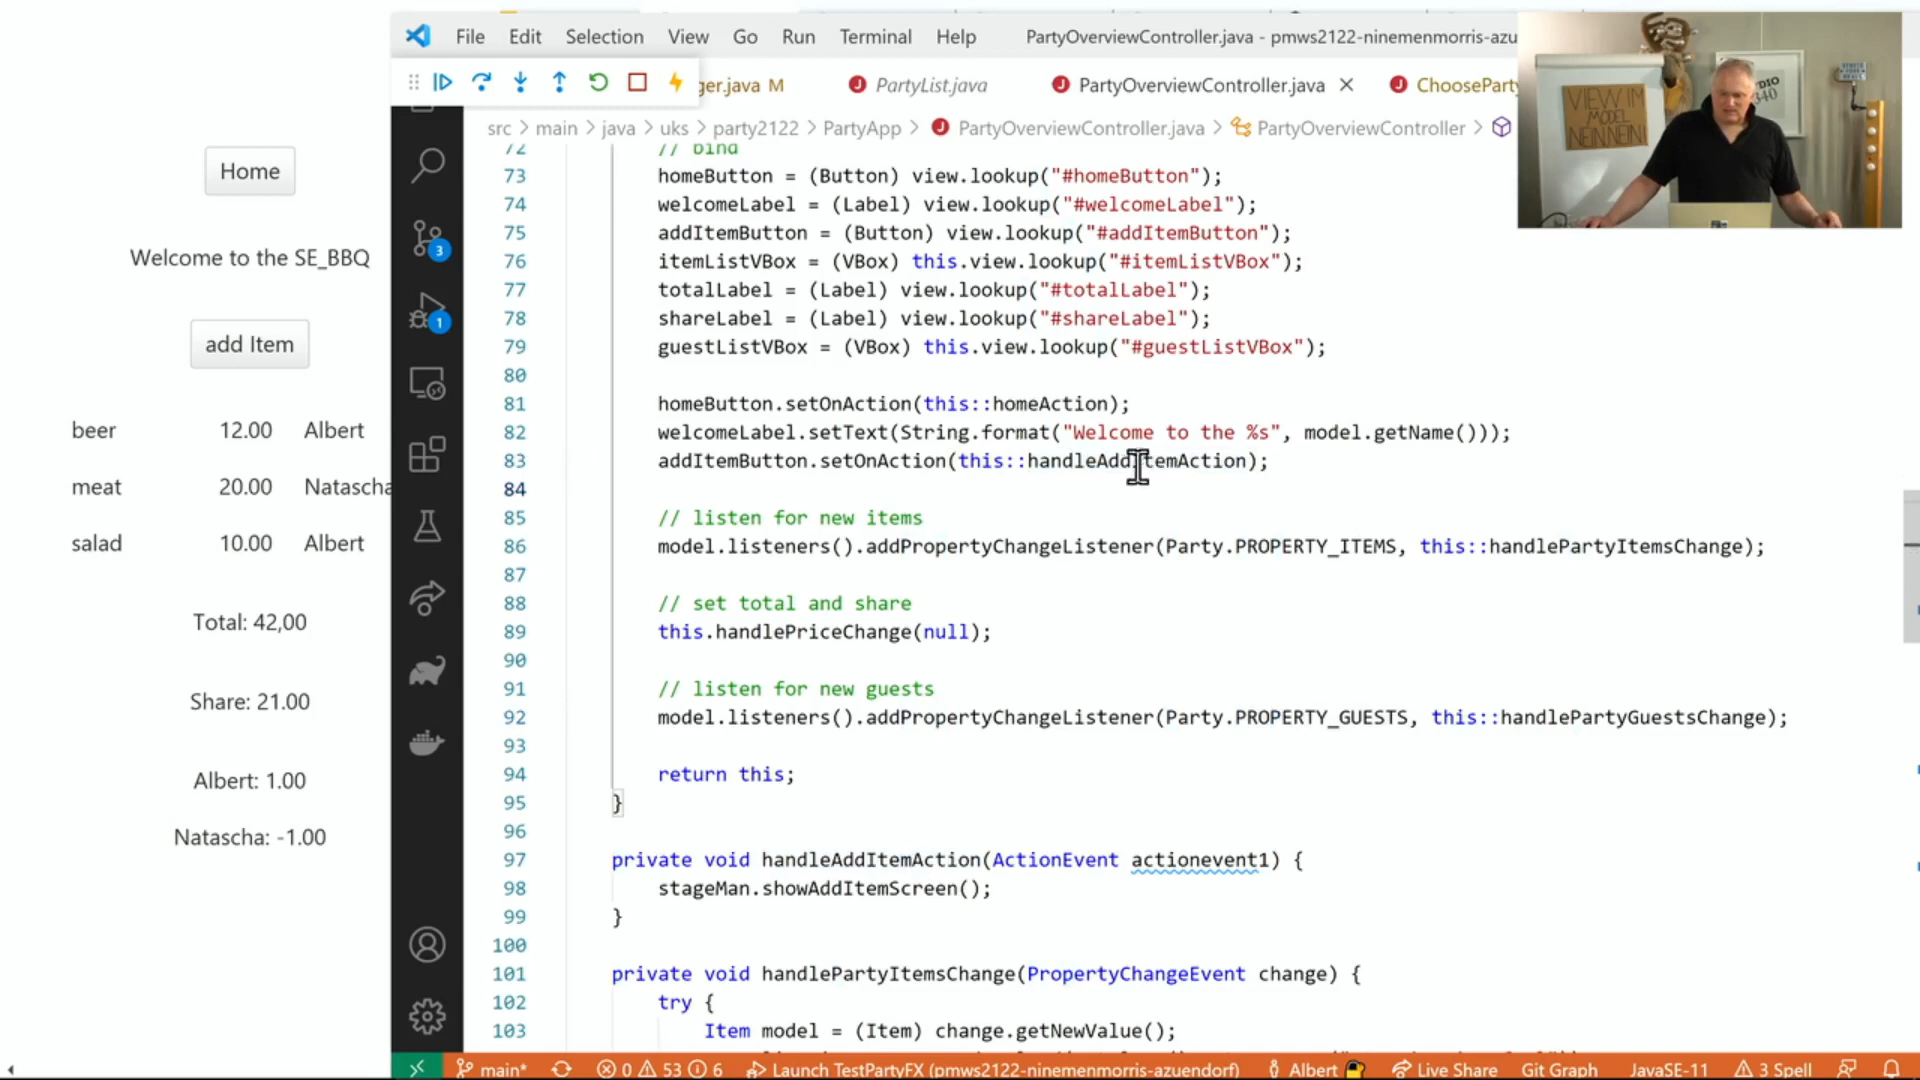 File Edit Selection View Go Run Terminal Help PartyOverviewController.java - pmws2122-ninemenmorris-azu
ger.java M PartyList.java PartyOverviewController.java ChooseParty
src > main > java > uks > party2122 > PartyApp > PartyOverviewController.java > PartyOverviewController >
Home
Welcome to the SE_BBQ
add Item
beer 12.00 Albert
meat 20.00 Natascha
salad 10.00 Albert
Total: 42,00
Share: 21.00
Albert: 1.00
Natascha: -1.00
3
1
72 // bind
73 homeButton = (Button) view.lookup("#homeButton");
74 welcomeLabel = (Label) view.lookup("#welcomeLabel");
75 addItemButton = (Button) view.lookup("#addItemButton");
76 itemListVBox = (VBox) this.view.lookup("#itemListVBox");
77 totalLabel = (Label) view.lookup("#totalLabel");
78 shareLabel = (Label) view.lookup("#shareLabel");
79 guestListVBox = (VBox) this.view.lookup("#guestListVBox");
80
81 homeButton.setOnAction(this::homeAction);
82 welcomeLabel.setText(String.format("Welcome to the %s", model.getName()));
83 addItemButton.setOnAction(this::handleAddItemAction);
84
85 // listen for new items
86 model.listeners().addPropertyChangeListener(Party.PROPERTY_ITEMS, this::handlePartyItemsChange);
87
88 // set total and share
89 this.handlePriceChange(null);
90
91 // listen for new guests
92 model.listeners().addPropertyChangeListener(Party.PROPERTY_GUESTS, this::handlePartyGuestsChange);
93
94 return this;
95 }
96
97 private void handleAddItemAction(ActionEvent actionevent1) {
98 stageMan.showAddItemScreen();
99 }
100
101 private void handlePartyItemsChange(PropertyChangeEvent change) {
102 try {
103 Item model = (Item) change.getNewValue();
main* 0 53 6 Launch TestPartyFX (pmws2122-ninemenmorris-azuendorf) Albert Live Share Git Graph JavaSE-11 3 Spell
VIEW IM
MODEL
NEIN NEIN!